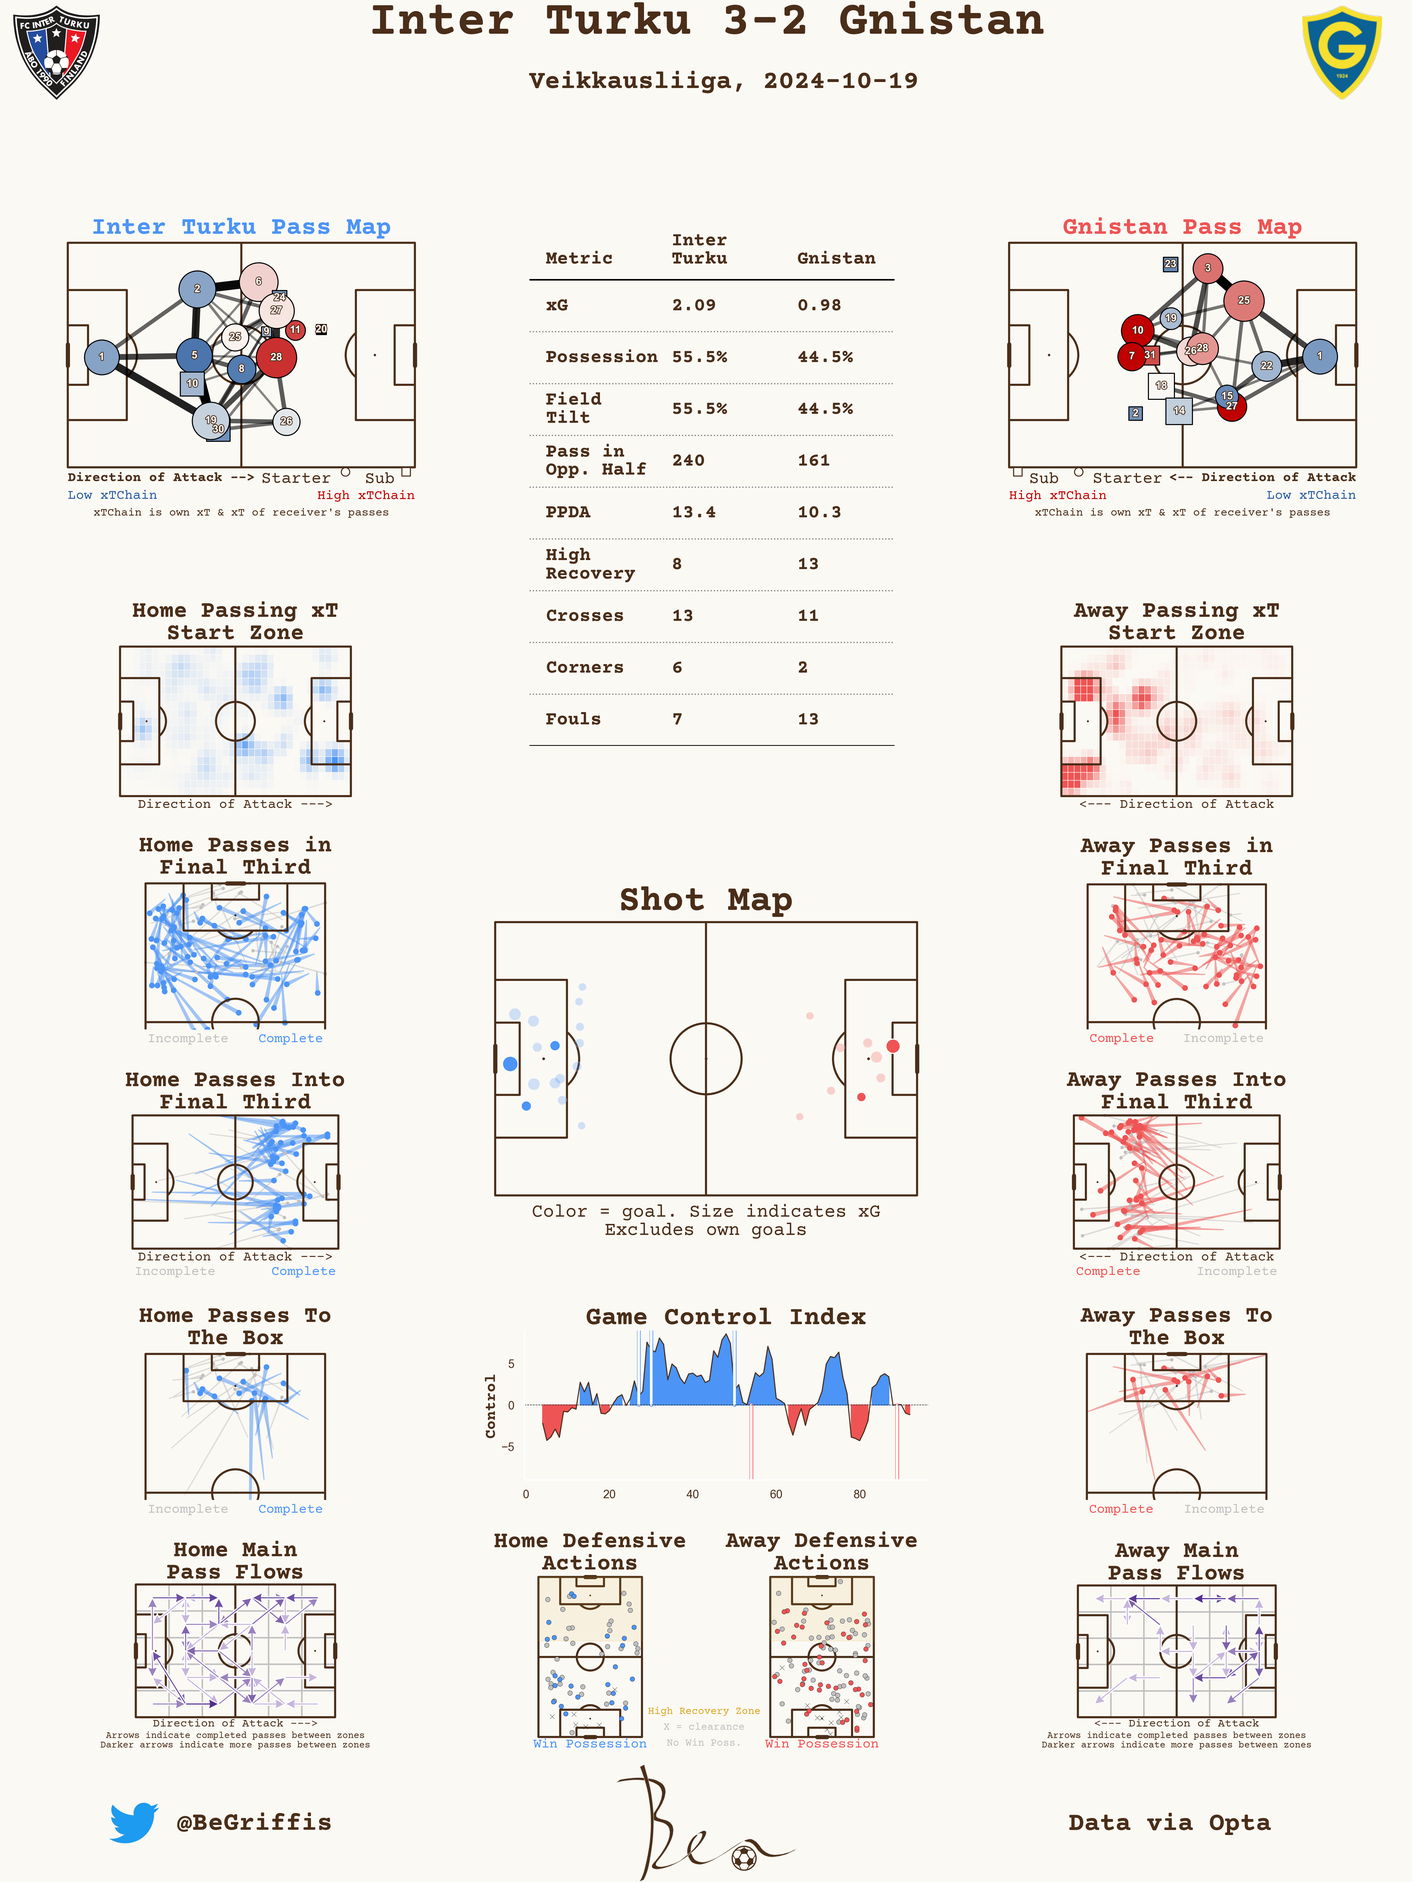 Inter Turku 3-2 Gnistan
Veikkausliiga, 2024-10-19
FC INTER TURKU
ÅBO 1990 FINLAND
G
1924
Inter Turku Pass Map
2
6
24
27
9
11
20
25
1
5
28
8
10
19
30
26
Direction of Attack --> Starter Sub
Low xTChain High xTChain
xTChain is own xT & xT of receiver's passes
Metric Inter Turku Gnistan
xG 2.09 0.98
Possession 55.5% 44.5%
Field Tilt 55.5% 44.5%
Pass in Opp. Half 240 161
PPDA 13.4 10.3
High Recovery 8 13
Crosses 13 11
Corners 6 2
Fouls 7 13
Gnistan Pass Map
23
3
25
19
10
7
31
26
28
22
1
18
15
27
14
2
Sub Starter <-- Direction of Attack
High xTChain Low xTChain
xTChain is own xT & xT of receiver's passes
Home Passing xT
Start Zone
Direction of Attack --->
Away Passing xT
Start Zone
<--- Direction of Attack
Home Passes in
Final Third
Incomplete Complete
Away Passes in
Final Third
Complete Incomplete
Shot Map
Color = goal. Size indicates xG
Excludes own goals
Home Passes Into
Final Third
Direction of Attack --->
Incomplete Complete
Away Passes Into
Final Third
<--- Direction of Attack
Complete Incomplete
Home Passes To
The Box
Incomplete Complete
Game Control Index
Control
5
0
−5
0 20 40 60 80
Away Passes To
The Box
Complete Incomplete
Home Main
Pass Flows
Direction of Attack --->
Arrows indicate completed passes between zones
Darker arrows indicate more passes between zones
Home Defensive
Actions
Win Possession
High Recovery Zone
X = clearance
No Win Poss.
Away Defensive
Actions
Win Possession
Away Main
Pass Flows
<--- Direction of Attack
Arrows indicate completed passes between zones
Darker arrows indicate more passes between zones
@BeGriffis
Ben
Data via Opta